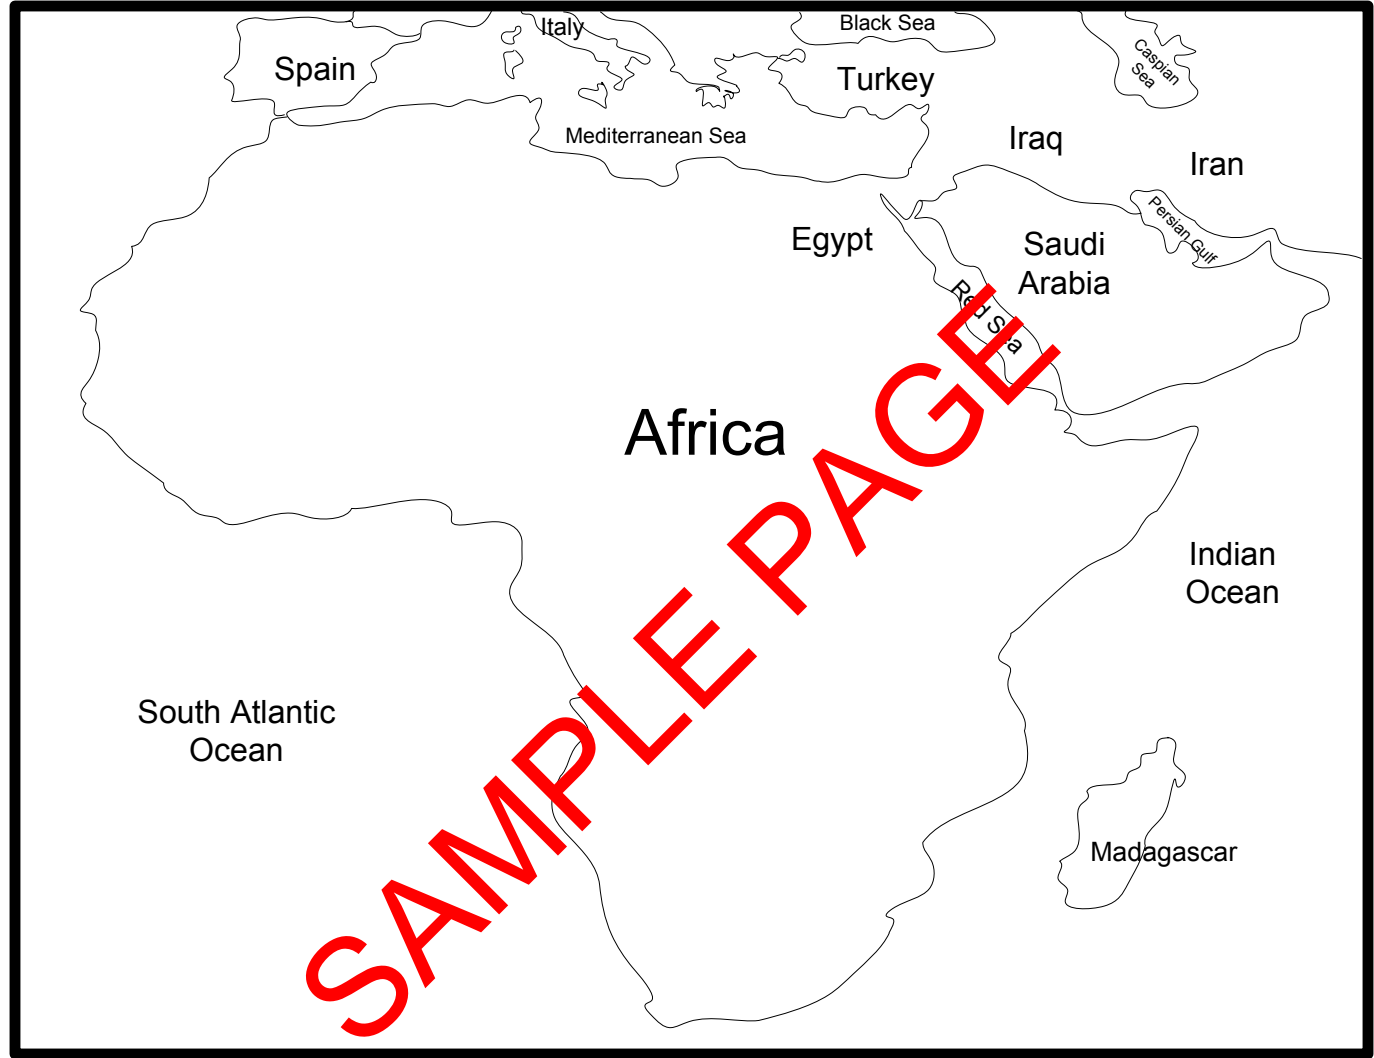 Italy
Black Sea
Spain
Turkey
Caspian
Sea
Mediterranean Sea
Iraq
Iran
Persian Gulf
Egypt
Saudi
Arabia
Red Sea
Africa
Indian
Ocean
South Atlantic
Ocean
Madagascar
SAMPLE PAGE